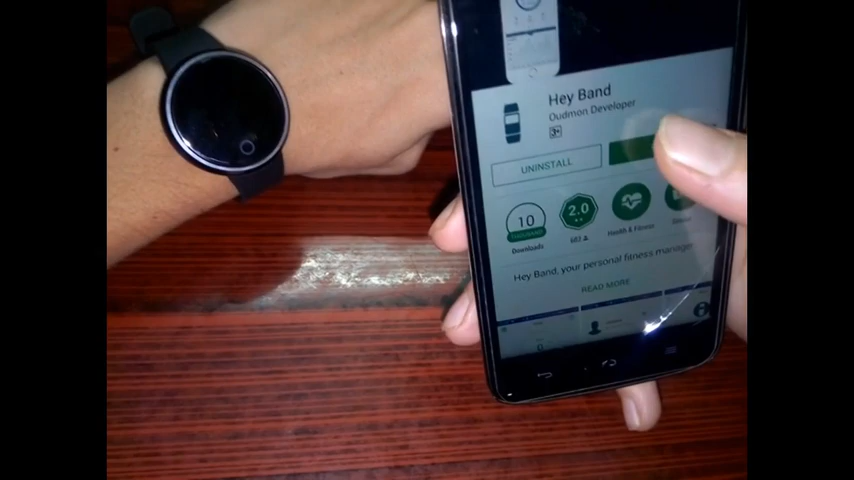 Hey Band
Oudmon Developer
3+
UNINSTALL
10
THOUSAND
Downloads
2.0
683
Health & Fitness
Hey Band, your personal fitness manager
READ MORE